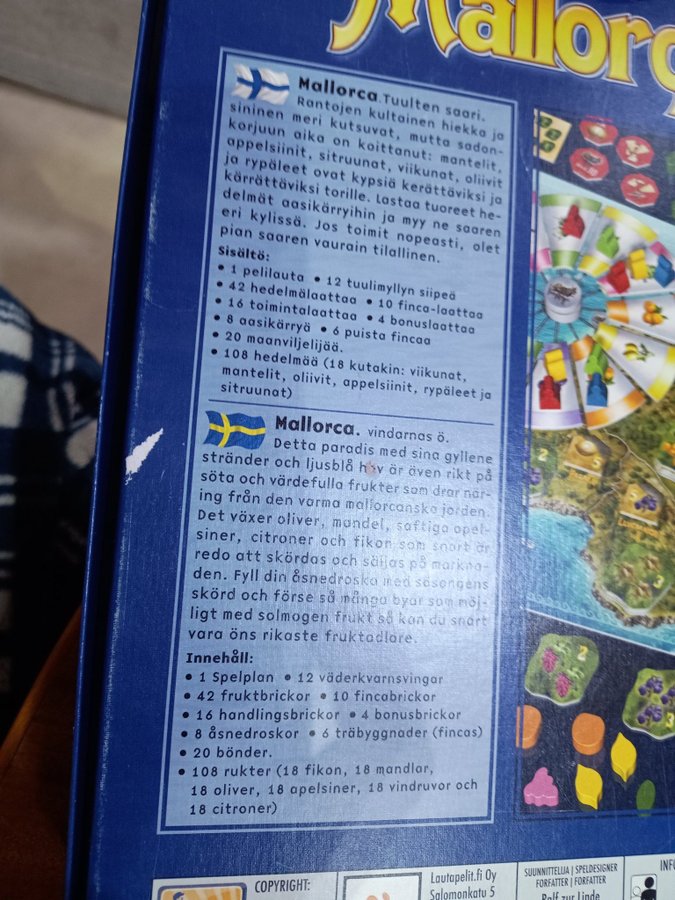 Mallorca
Mallorca.Tuulten saari.
Rantojen kultainen hiekka ja
sininen meri kutsuvat, mutta sadon-
korjuun aika on koittanut: mantelit,
appelsiinit, sitruunat, viikunat, oliivit
ja rypäleet ovat kypsiä kerättäviksi ja
kärrättäviksi torille. Lastaa tuoreet he-
delmät aasikärryihin ja myy ne saaren
eri kylissä. Jos toimit nopeasti, olet
pian saaren vaurain tilallinen.
Sisältö:
• 1 pelilauta • 12 tuulimyllyn siipeä
• 42 hedelmälaattaa • 10 finca-laattaa
• 16 toimintalaattaa • 4 bonuslaattaa
• 8 aasikärryä • 6 puista fincaa
• 20 maanviljelijää.
• 108 hedelmää (18 kutakin: viikunat,
mantelit, oliivit, appelsiinit, rypäleet ja
sitruunat)
Mallorca. vindarnas ö.
Detta paradis med sina gyllene
stränder och ljusblå hav är även rikt på
söta och värdefulla frukter som drar när-
ing från den varma mallorcanska jorden.
Det växer oliver, mandel, saftiga apel-
siner, citroner och fikon som snart är
redo att skördas och säljas på markna-
den. Fyll din åsnedroska med säsongens
skörd och förse så många byar som möj-
ligt med solmogen frukt så kan du snart
vara öns rikaste fruktodlare.
Innehåll:
• 1 Spelplan • 12 väderkvarnsvingar
• 42 fruktbrickor • 10 fincabrickor
• 16 handlingsbrickor • 4 bonusbrickor
• 8 åsnedroskor • 6 träbyggnader (fincas)
• 20 bönder.
• 108 rukter (18 fikon, 18 mandlar,
18 oliver, 18 apelsiner, 18 vindruvor och
18 citroner)
COPYRIGHT:
Lautapelit.fi Oy
Salomonkatu 5
SUUNNITTELIJA | SPELDESIGNER
FORFATTER | FORFATTER
Ralf zur Linde